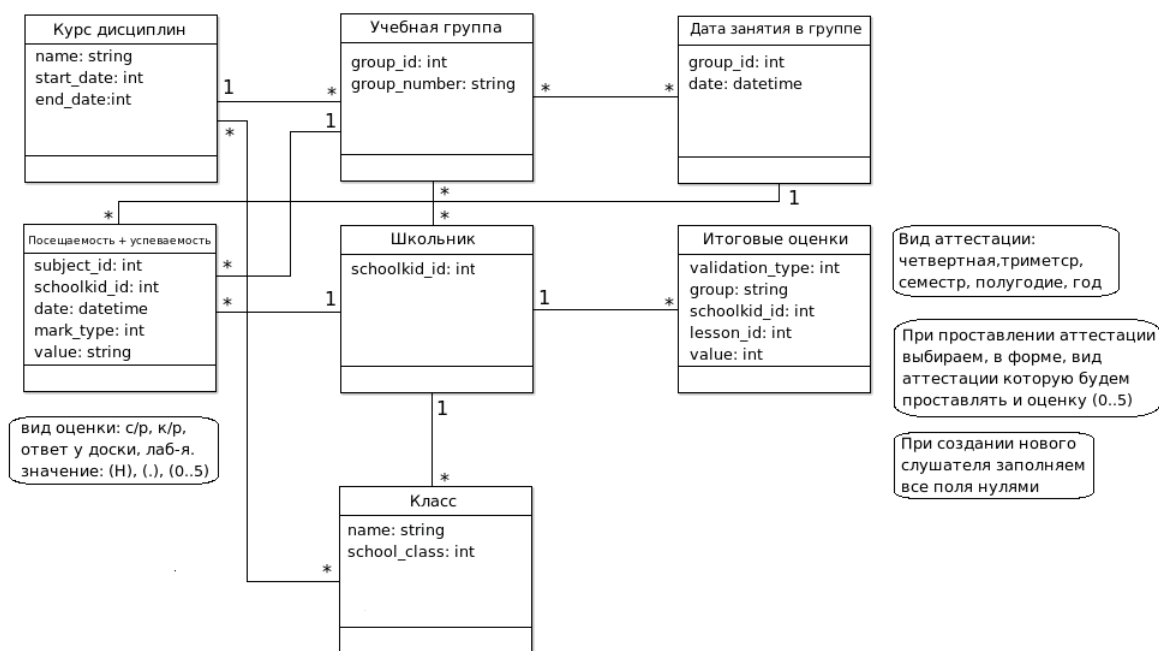 Курс дисциплин
name: string
start_date: int
end_date:int
Учебная группа
group_id: int
group_number: string
Дата занятия в группе
group_id: int
date: datetime
1
*
*
*
*
1
*
*
1
*
Посещаемость + успеваемость
subject_id: int
schoolkid_id: int
date: datetime
mark_type: int
value: string
*
*
1
*
Школьник
schoolkid_id: int
1
*
Итоговые оценки
validation_type: int
group: string
schoolkid_id: int
lesson_id: int
value: int
Вид аттестации:
четвертная,триметср,
семестр, полугодие, год
При проставлении аттестации
выбираем, в форме, вид
аттестации которую будем
проставлять и оценку (0..5)
При создании нового
слушателя заполняем
все поля нулями
вид оценки: с/р, к/р,
ответ у доски, лаб-я.
значение: (Н), (.), (0..5)
1
*
Класс
name: string
school_class: int
*